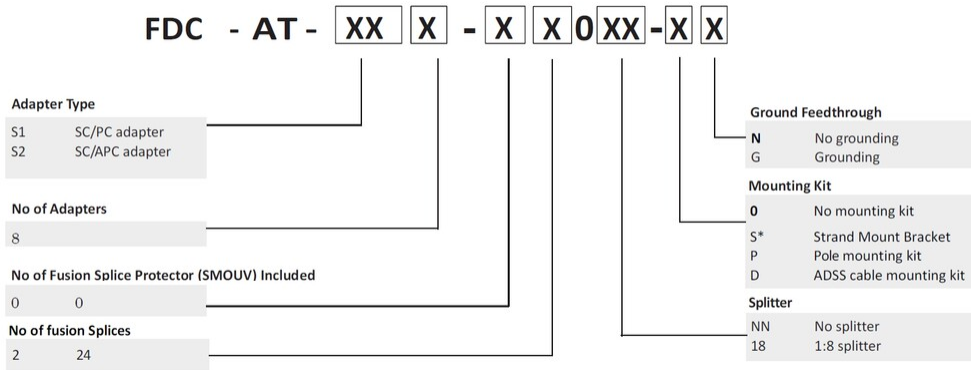 FDC - AT - XX X - X X 0 XX - X X
Adapter Type
S1 SC/PC adapter
S2 SC/APC adapter
No of Adapters
8
No of Fusion Splice Protector (SMOUV) Included
0 0
No of fusion Splices
2 24
Ground Feedthrough
N No grounding
G Grounding
Mounting Kit
0 No mounting kit
S* Strand Mount Bracket
P Pole mounting kit
D ADSS cable mounting kit
Splitter
NN No splitter
18 1:8 splitter